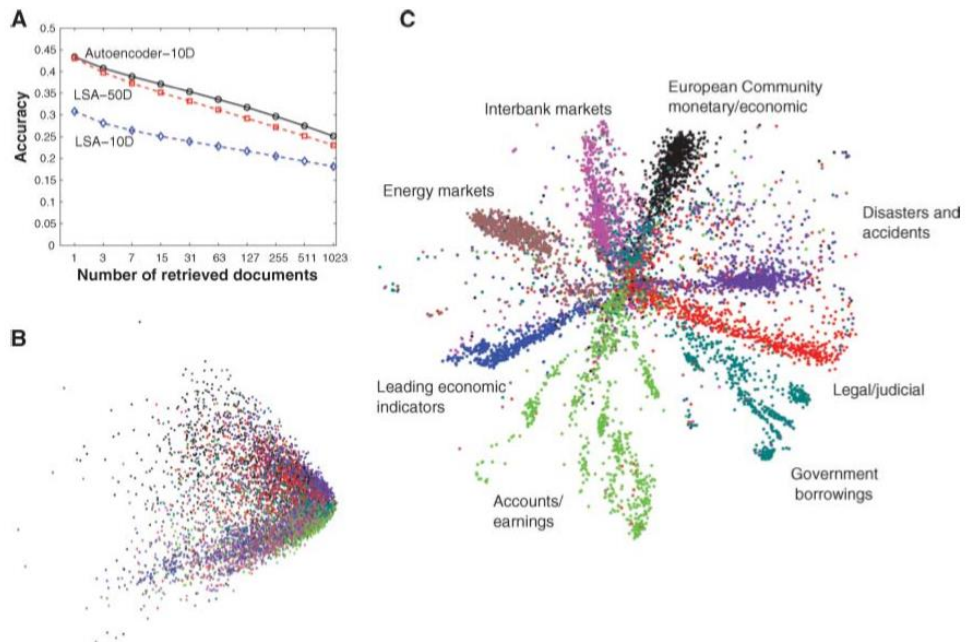 A
0.5
0.45
0.4
0.35
0.3
0.25
0.2
0.15
0.1
0.05
0
Accuracy
Autoencoder-10D
LSA-50D
LSA-10D
1 3 7 15 31 63 127 255 511 1023
Number of retrieved documents
B
C
European Community
monetary/economic
Interbank markets
Energy markets
Disasters and
accidents
Leading economic
indicators
Legal/judicial
Government
borrowings
Accounts/
earnings